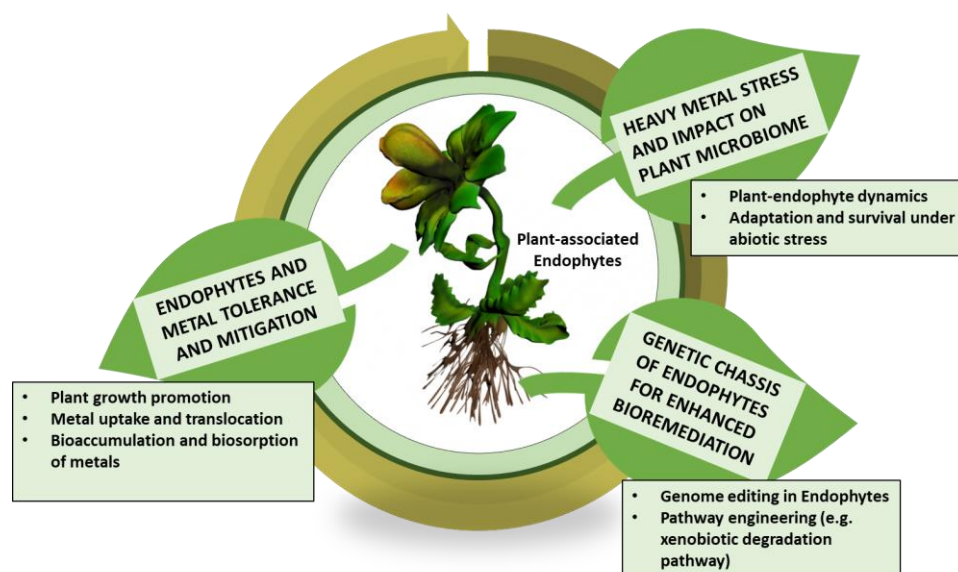 HEAVY METAL STRESS
AND IMPACT ON
PLANT MICROBIOME
• Plant-endophyte dynamics
• Adaptation and survival under
abiotic stress
Plant-associated
Endophytes
ENDOPHYTES AND
METAL TOLERANCE
AND MITIGATION
• Plant growth promotion
• Metal uptake and translocation
• Bioaccumulation and biosorption
of metals
GENETIC CHASSIS
OF ENDOPHYTES
FOR ENHANCED
BIOREMEDIATION
• Genome editing in Endophytes
• Pathway engineering (e.g.
xenobiotic degradation
pathway)